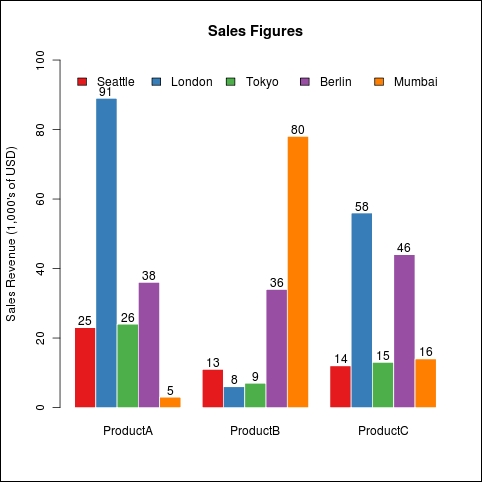 Sales Figures
Seattle London Tokyo Berlin Mumbai
Sales Revenue (1,000's of USD)
100
80
60
40
20
0
25 91 26 38 5
13 8 9 36 80
14 58 15 46 16
ProductA ProductB ProductC